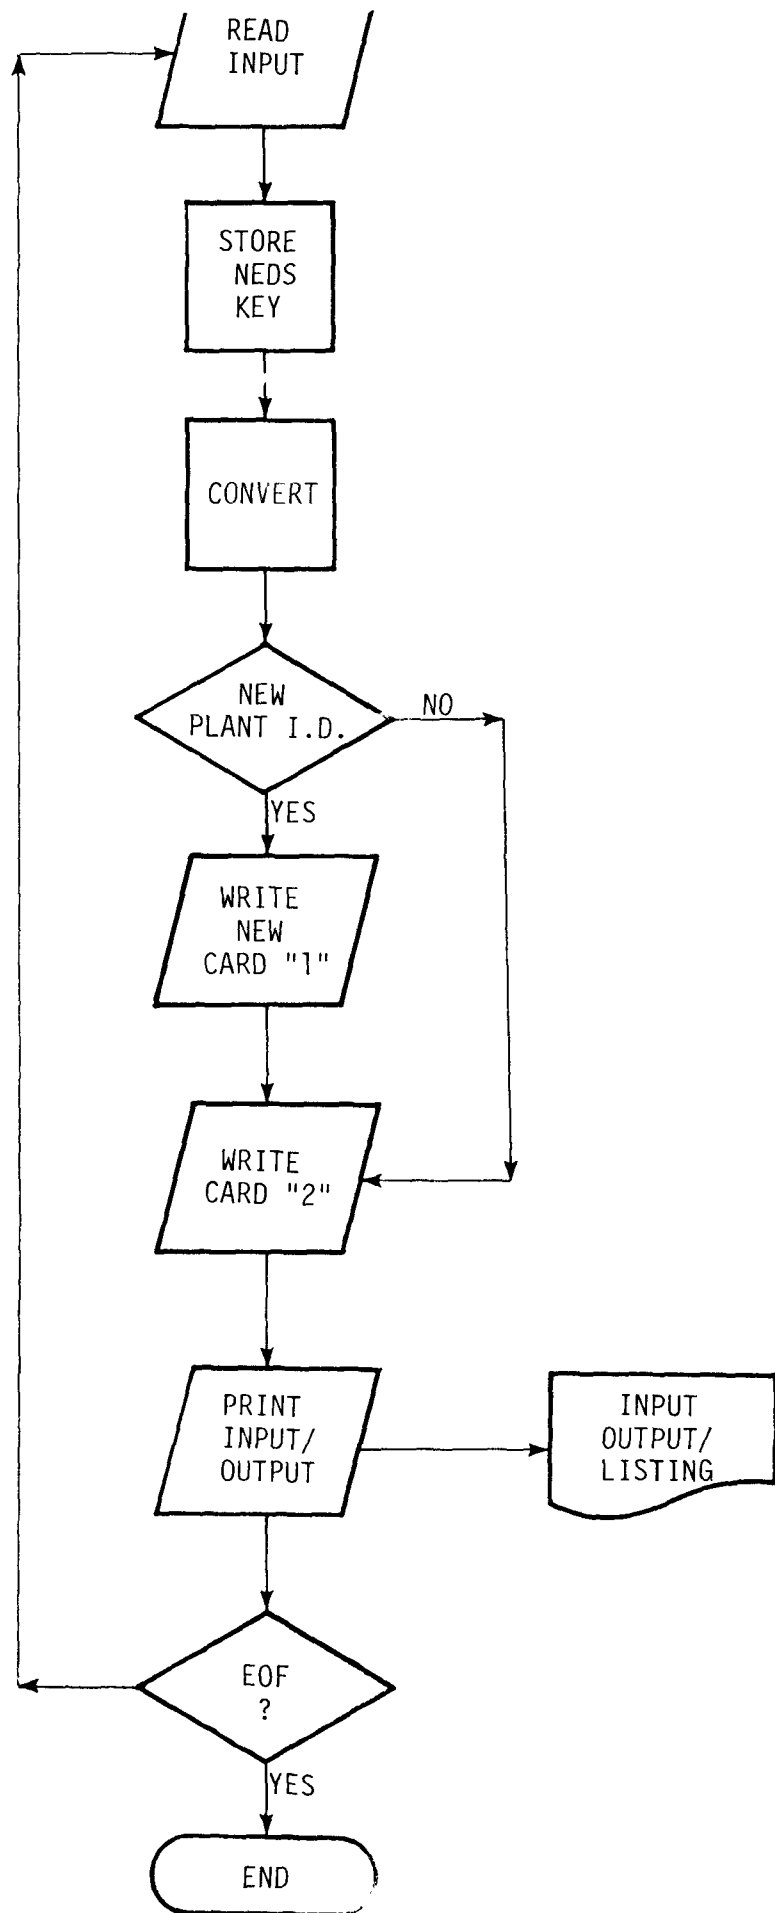 READ
INPUT
STORE
NEDS
KEY
CONVERT
NEW
PLANT I.D.
NO
YES
WRITE
NEW
CARD "1"
WRITE
CARD "2"
PRINT
INPUT/
OUTPUT
INPUT
OUTPUT/
LISTING
EOF
?
YES
END